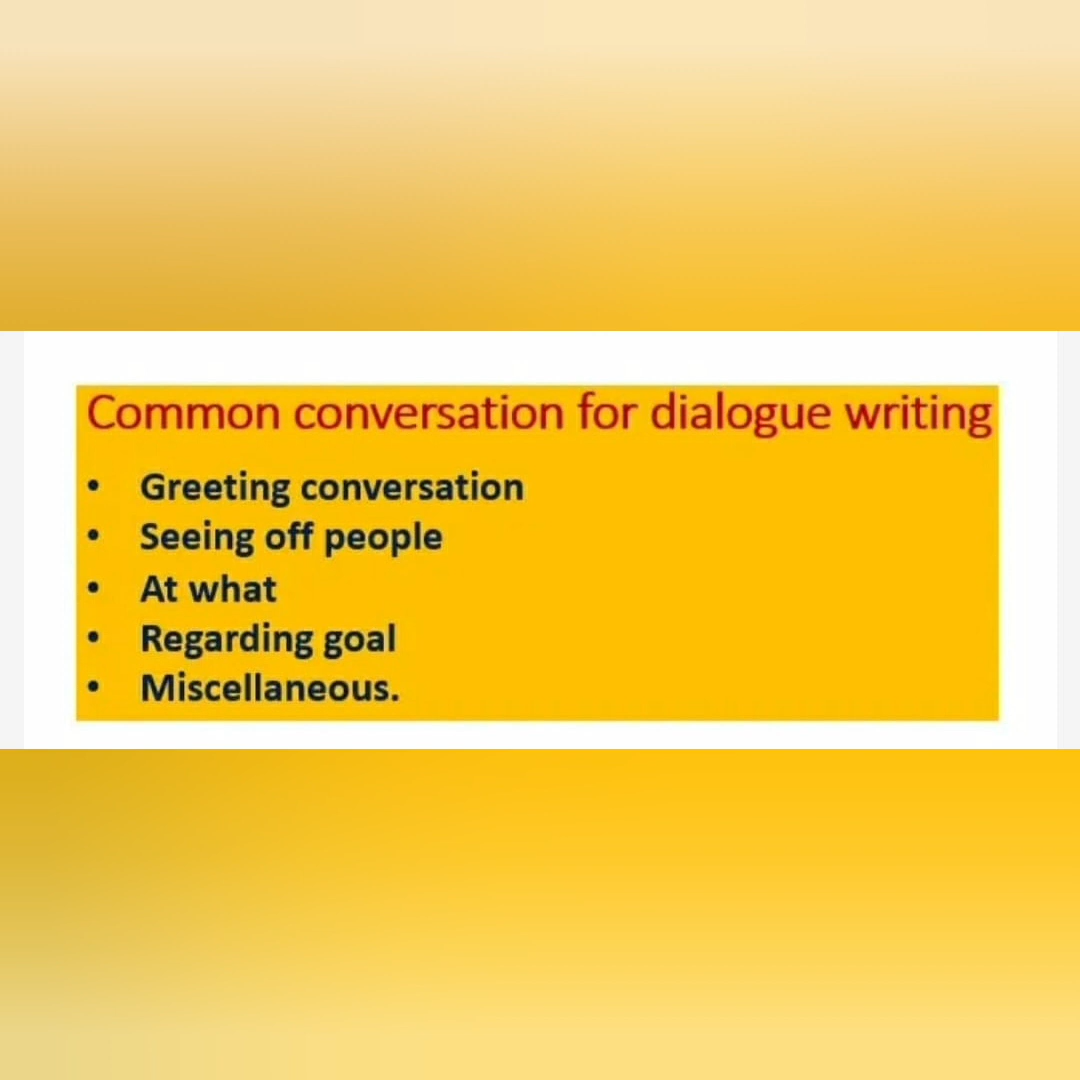 Common conversation for dialogue writing
• Greeting conversation
• Seeing off people
• At what
• Regarding goal
• Miscellaneous.